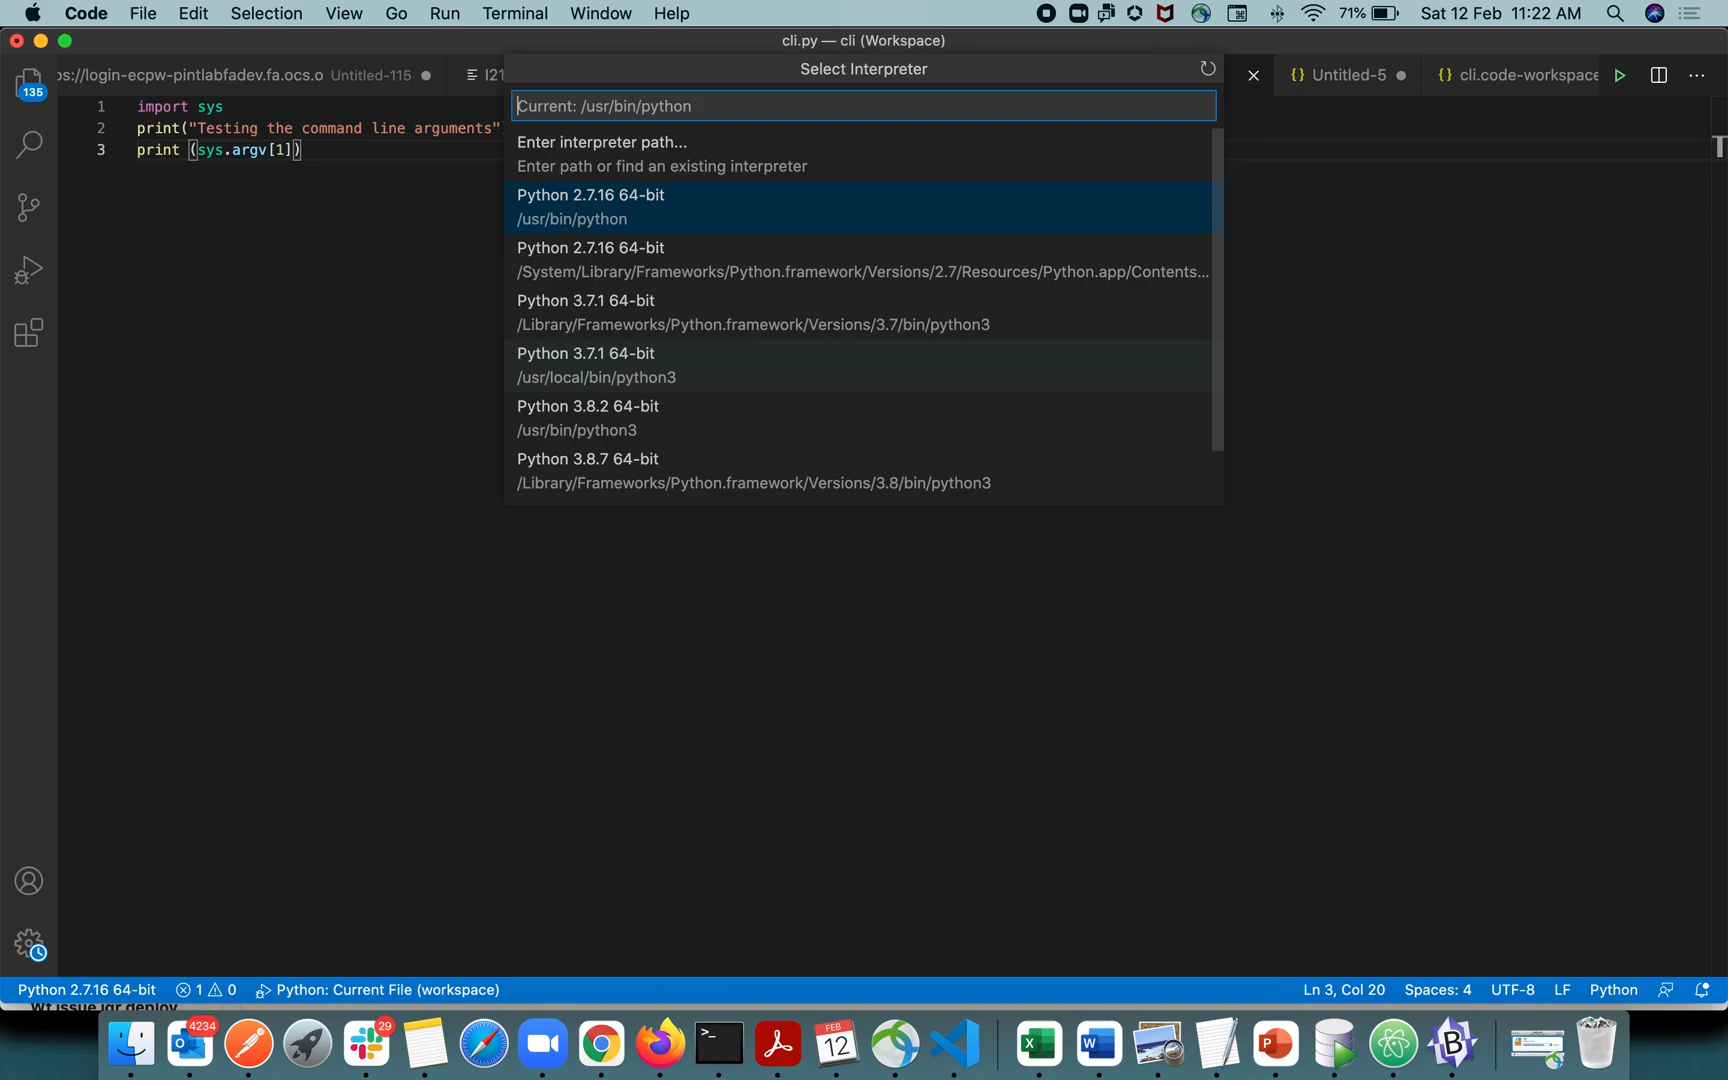 Code File Edit Selection View Go Run Terminal Window Help 71% Sat 12 Feb 11:22 AM
cli.py — cli (Workspace)
135
ps://login-ecpw-pintlabfadev.fa.ocs.o Untitled-115 I21 Untitled-5 cli.code-workspace
Select Interpreter
Current: /usr/bin/python
Enter interpreter path...
Enter path or find an existing interpreter
Python 2.7.16 64-bit
/usr/bin/python
Python 2.7.16 64-bit
/System/Library/Frameworks/Python.framework/Versions/2.7/Resources/Python.app/Contents...
Python 3.7.1 64-bit
/Library/Frameworks/Python.framework/Versions/3.7/bin/python3
Python 3.7.1 64-bit
/usr/local/bin/python3
Python 3.8.2 64-bit
/usr/bin/python3
Python 3.8.7 64-bit
/Library/Frameworks/Python.framework/Versions/3.8/bin/python3
1 import sys
2 print("Testing the command line arguments"
3 print (sys.argv[1])
Python 2.7.16 64-bit 1 0 Python: Current File (workspace) Ln 3, Col 20 Spaces: 4 UTF-8 LF Python
Wf issue igr deploy
4234
29
FEB
12